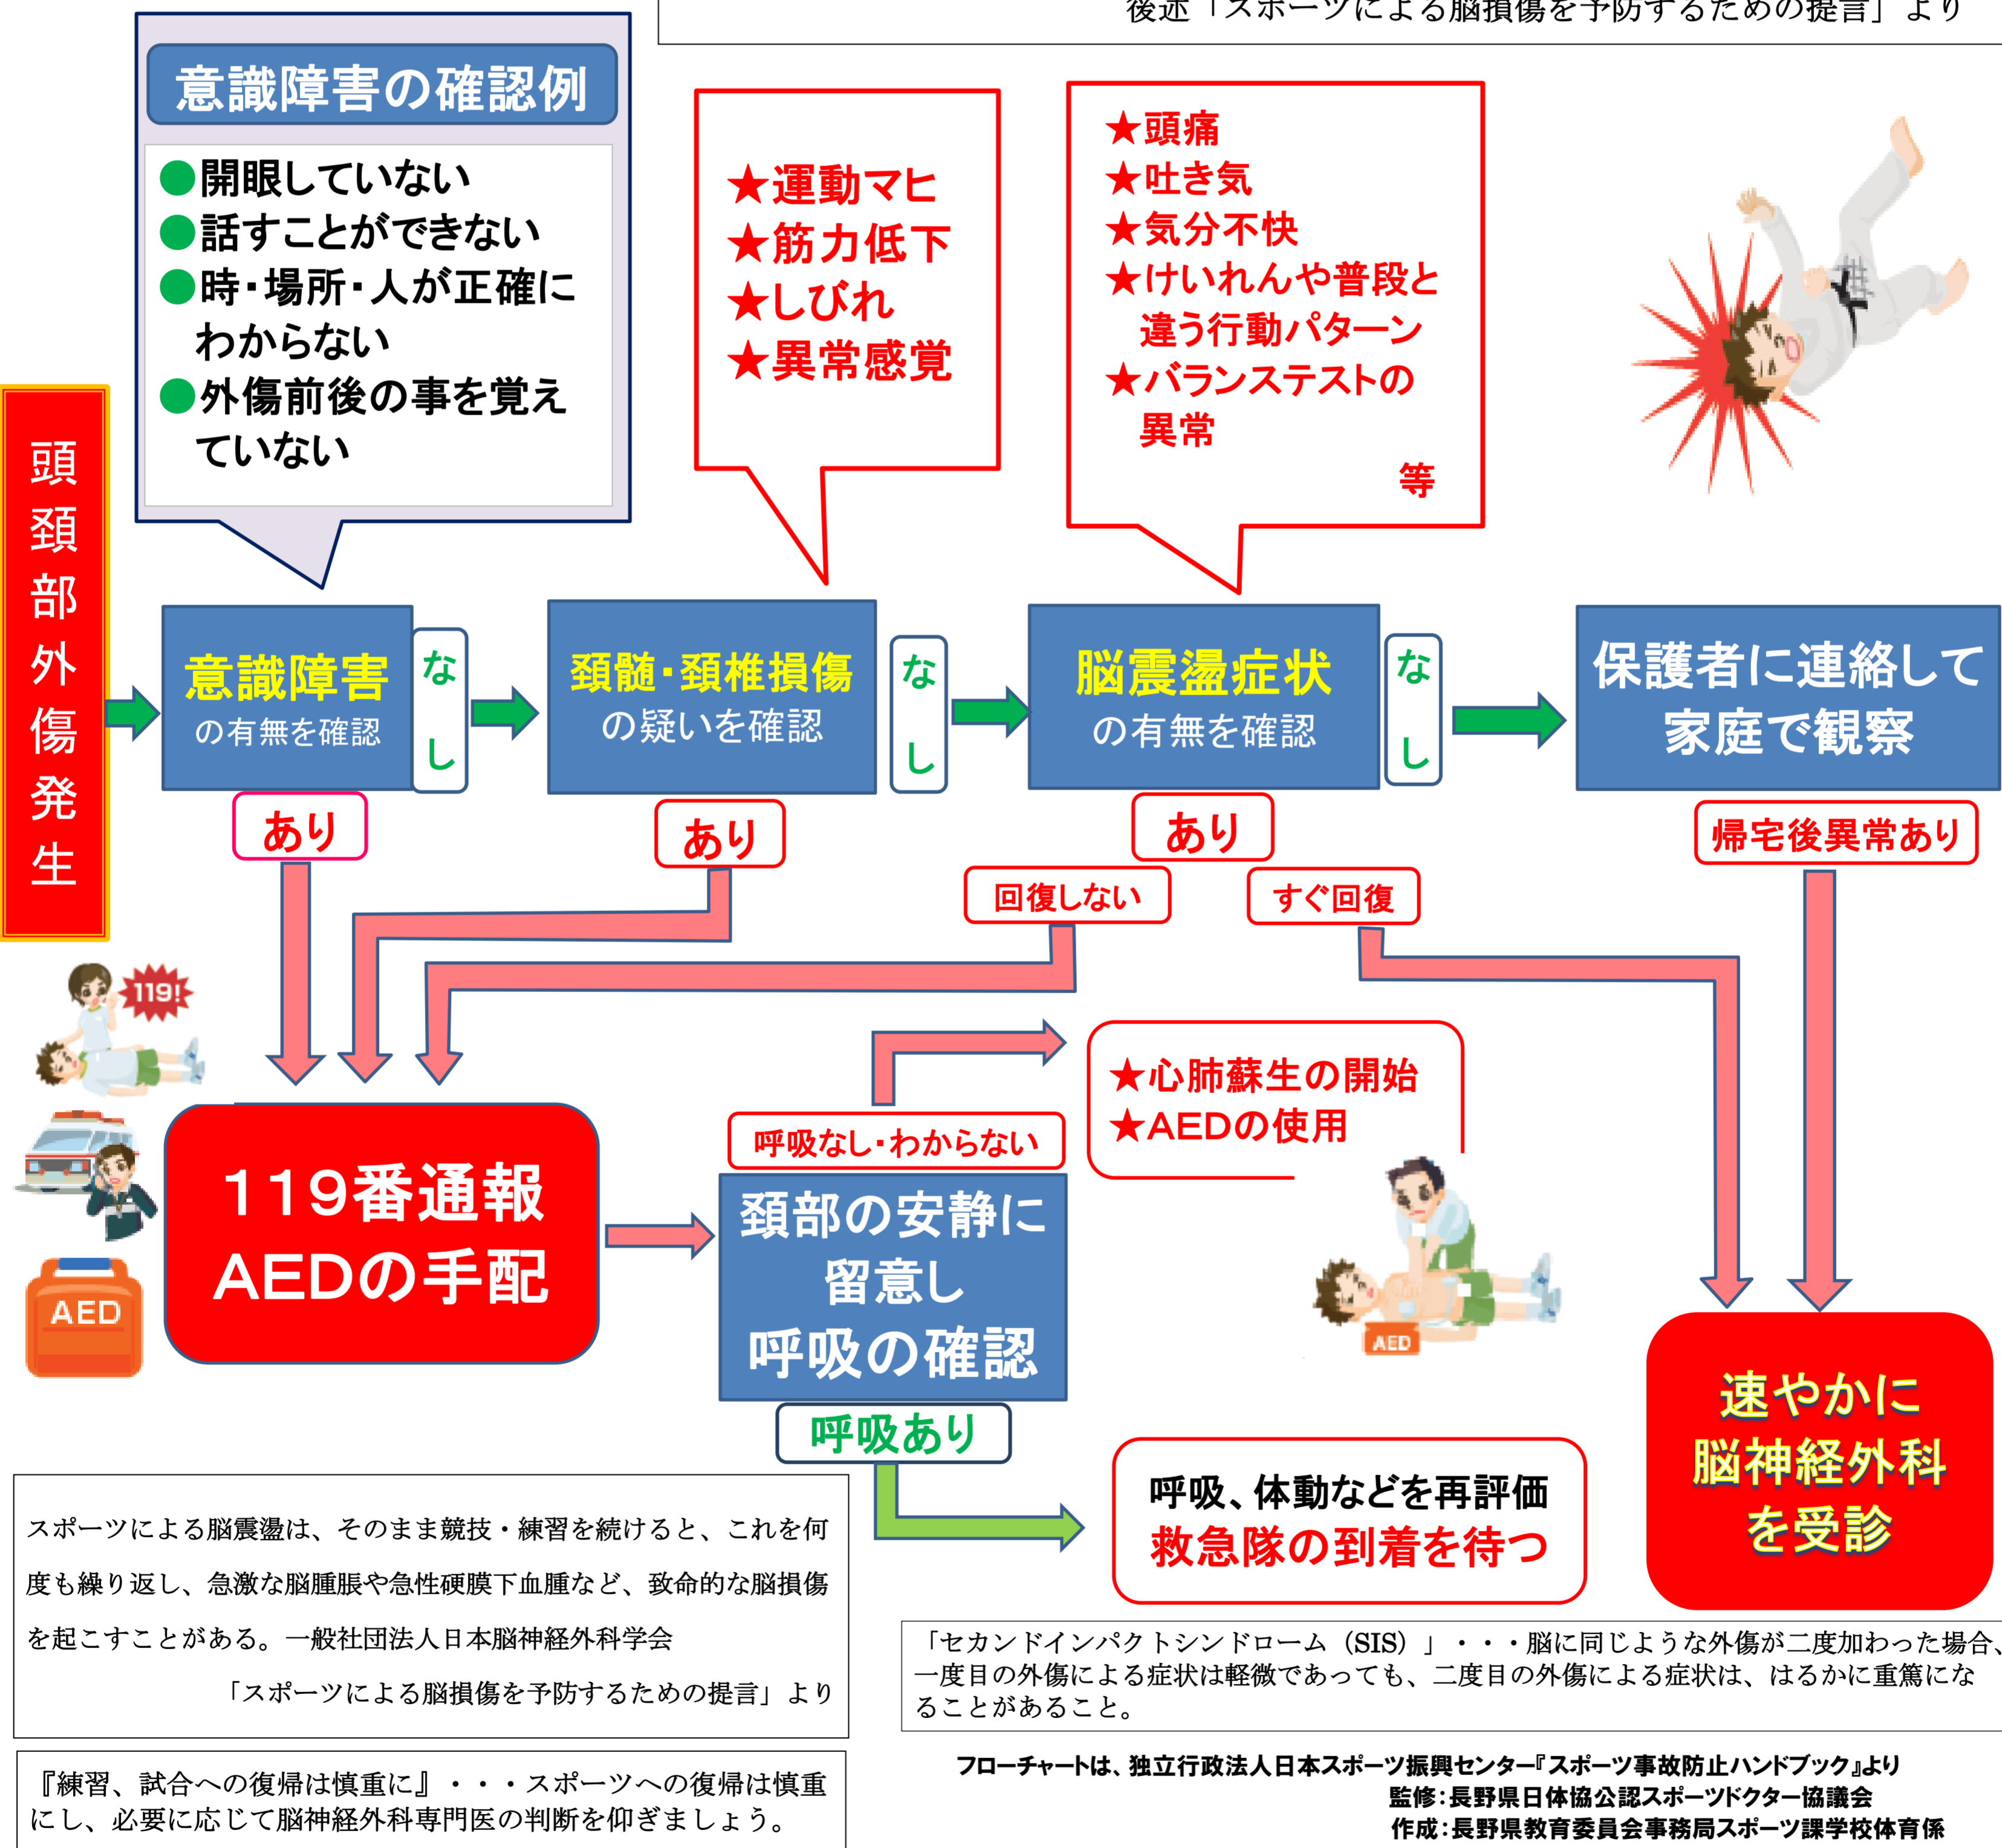 後述「スポーツによる脳損傷を予防するための提言」より
意識障害の確認例
●開眼していない
●話すことができない
●時・場所・人が正確に
わからない
●外傷前後の事を覚え
ていない
★運動マヒ
★筋力低下
★しびれ
★異常感覚
★頭痛
★吐き気
★気分不快
★けいれんや普段と
違う行動パターン
★バランステストの
異常
等
頭頚部外傷発生
意識障害
の有無を確認
なし
頚髄・頚椎損傷
の疑いを確認
なし
脳震盪症状
の有無を確認
なし
保護者に連絡して
家庭で観察
あり
あり
あり
回復しない
すぐ回復
帰宅後異常あり
119!
AED
119番通報
AEDの手配
呼吸なし・わからない
頚部の安静に
留意し
呼吸の確認
呼吸あり
★心肺蘇生の開始
★AEDの使用
AED
呼吸、体動などを再評価
救急隊の到着を待つ
速やかに
脳神経外科
を受診
スポーツによる脳震盪は、そのまま競技・練習を続けると、これを何
度も繰り返し、急激な脳腫脹や急性硬膜下血腫など、致命的な脳損傷
を起こすことがある。一般社団法人日本脳神経外科学会
「スポーツによる脳損傷を予防するための提言」より
『練習、試合への復帰は慎重に』・・・スポーツへの復帰は慎重
にし、必要に応じて脳神経外科専門医の判断を仰ぎましょう。
「セカンドインパクトシンドローム（SIS）」・・・脳に同じような外傷が二度加わった場合、
一度目の外傷による症状は軽微であっても、二度目の外傷による症状は、はるかに重篤にな
ることがあること。
フローチャートは、独立行政法人日本スポーツ振興センター『スポーツ事故防止ハンドブック』より
監修：長野県日体協公認スポーツドクター協議会
作成：長野県教育委員会事務局スポーツ課学校体育係